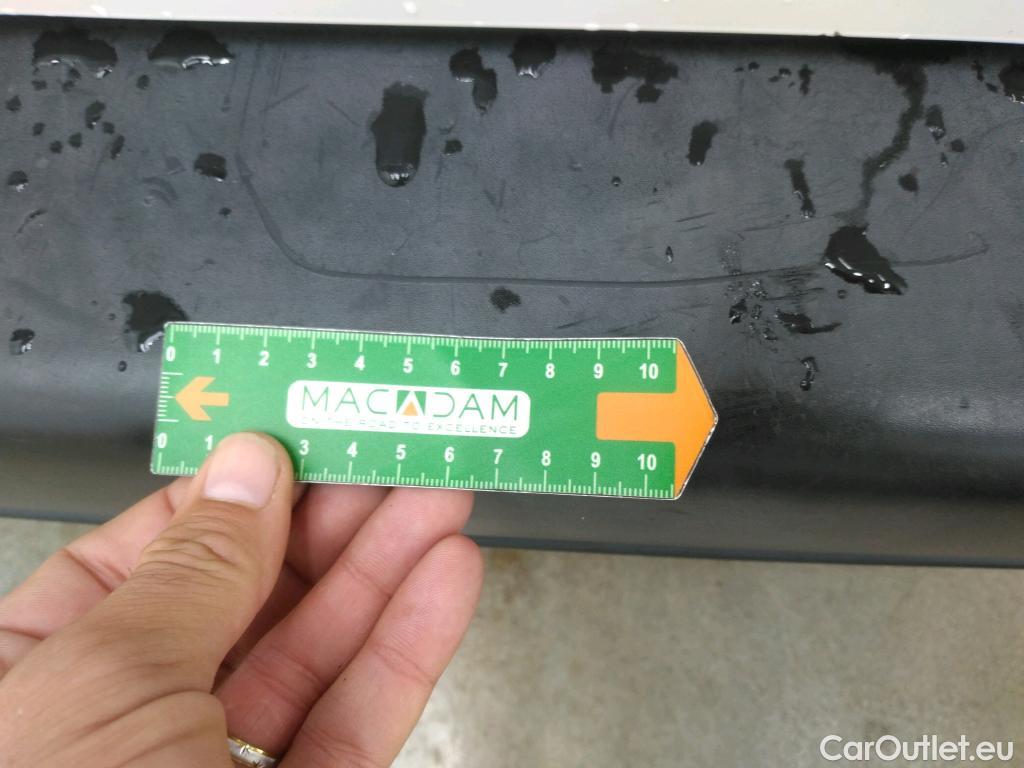 0 1 2 3 4 5 6 7 8 9 10
MACADAM
ON THE ROAD TO EXCELLENCE
0 1 3 4 5 6 7 8 9 10
CarOutlet.eu